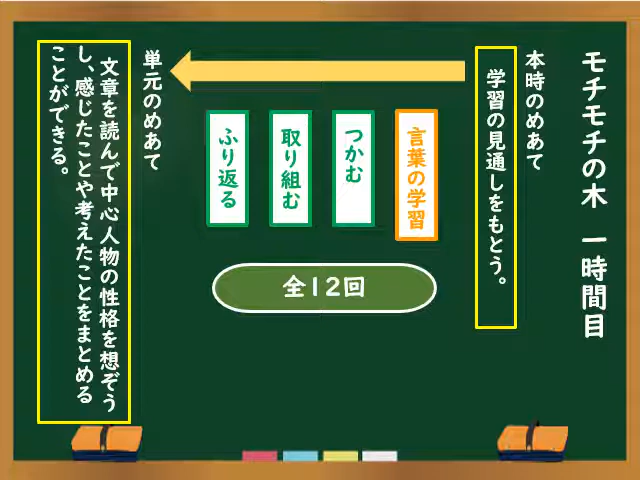 モチモチの木　一時間目
本時のめあて
学習の見通しをもとう。
言葉の学習
つかむ
取り組む
ふり返る
全12回
単元のめあて
文章を読んで中心人物の性格を想ぞう
し、感じたことや考えたことをまとめる
ことができる。